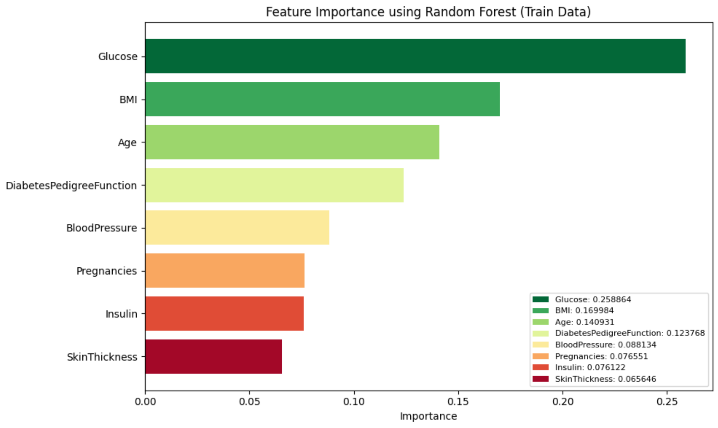 Feature Importance using Random Forest (Train Data)
Glucose
BMI
Age
DiabetesPedigreeFunction
BloodPressure
Pregnancies
Insulin
SkinThickness
Glucose: 0.258864
BMI: 0.169984
Age: 0.140931
DiabetesPedigreeFunction: 0.123768
BloodPressure: 0.088134
Pregnancies: 0.076551
Insulin: 0.076122
SkinThickness: 0.065646
0.00 0.05 0.10 0.15 0.20 0.25
Importance